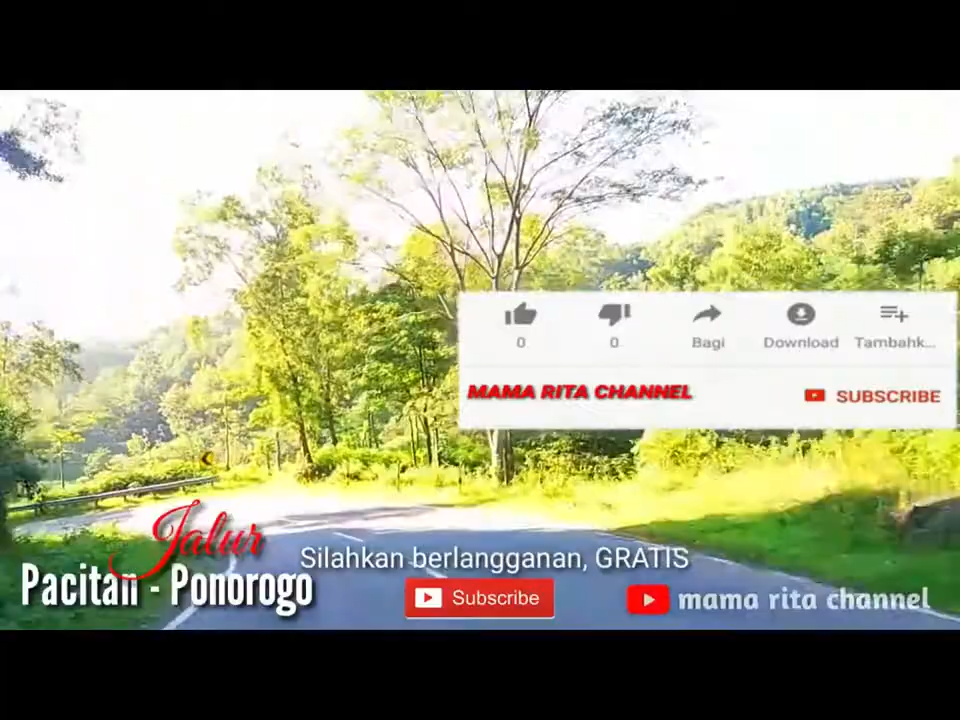 0 0 Bagi Download Tambahk...
MAMA RITA CHANNEL SUBSCRIBE
Jalur
Pacitan - Ponorogo
Silahkan berlangganan, GRATIS
Subscribe
mama rita channel